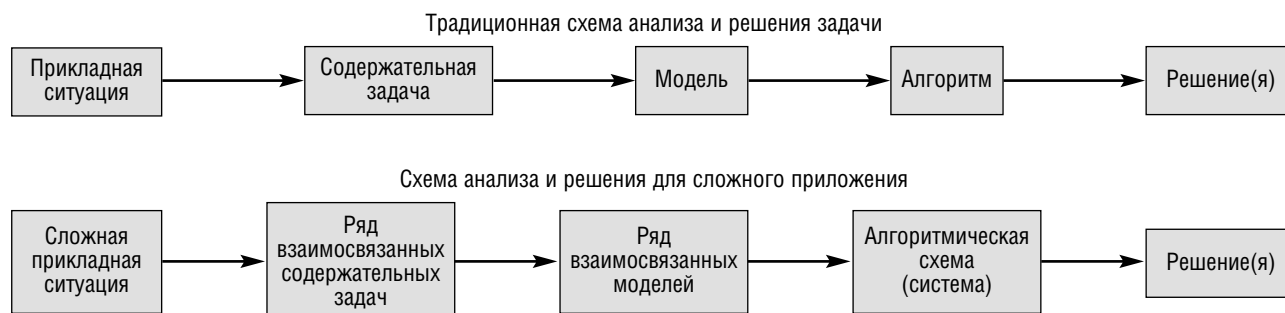 Традиционная схема анализа и решения задачи
Прикладная
ситуация
Содержательная
задача
Модель
Алгоритм
Решение(я)
Схема анализа и решения для сложного приложения
Сложная
прикладная
ситуация
Ряд
взаимосвязанных
содержательных
задач
Ряд
взаимосвязанных
моделей
Алгоритмическая
схема
(система)
Решение(я)